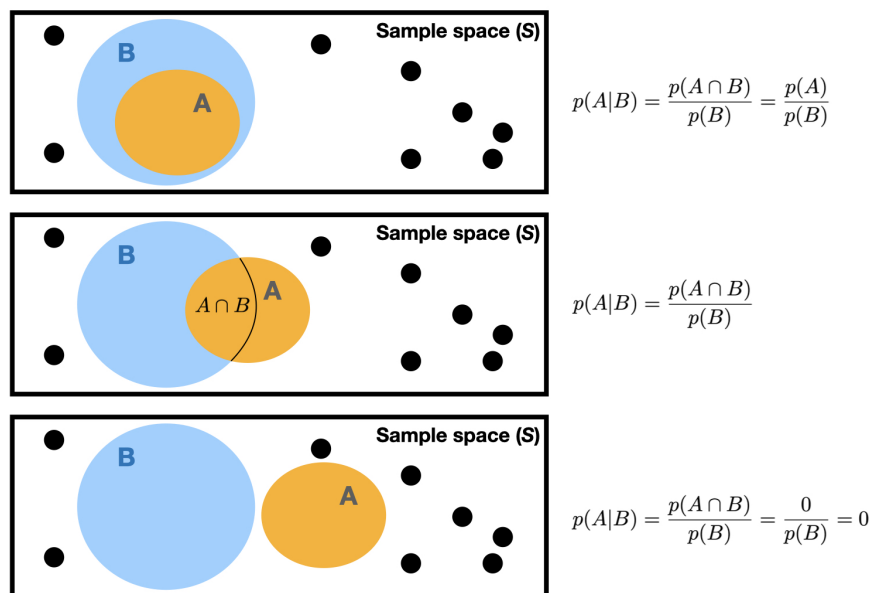 Sample space (S)
B
A
p(A|B) = p(A ∩ B) / p(B) = p(A) / p(B)
Sample space (S)
B
A ∩ B
A
p(A|B) = p(A ∩ B) / p(B)
Sample space (S)
B
A
p(A|B) = p(A ∩ B) / p(B) = 0 / p(B) = 0